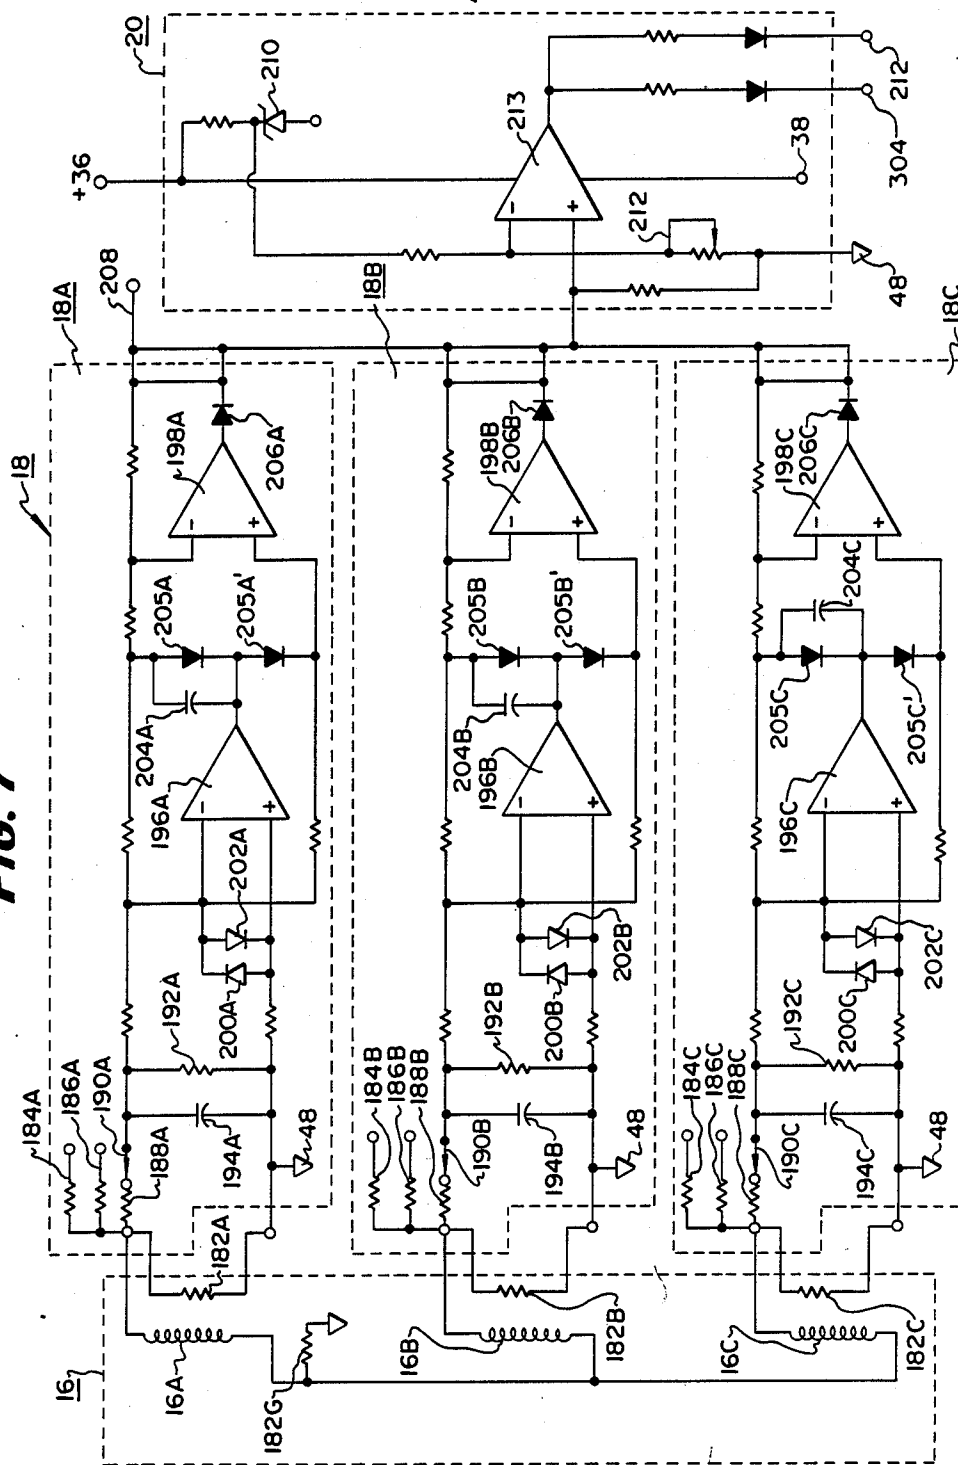 FIG. 7
18
18A
184A
186A
190A
188A
192A
194A
48
200A
202A
196A
204A
205A
205A'
198A
206A
208
18B
184B
186B
188B
190B
192B
194B
48
200B
202B
196B
204B
205B
205B'
198B
206B
18C
184C
186C
188C
190C
192C
194C
48
200C
202C
196C
204C
205C
205C'
198C
206C
16
16A
182A
182G
16B
182B
16C
182C
20
+36
210
213
212
38
48
304
212
-
+
-
+
-
+
-
+
-
+
-
+
-
+